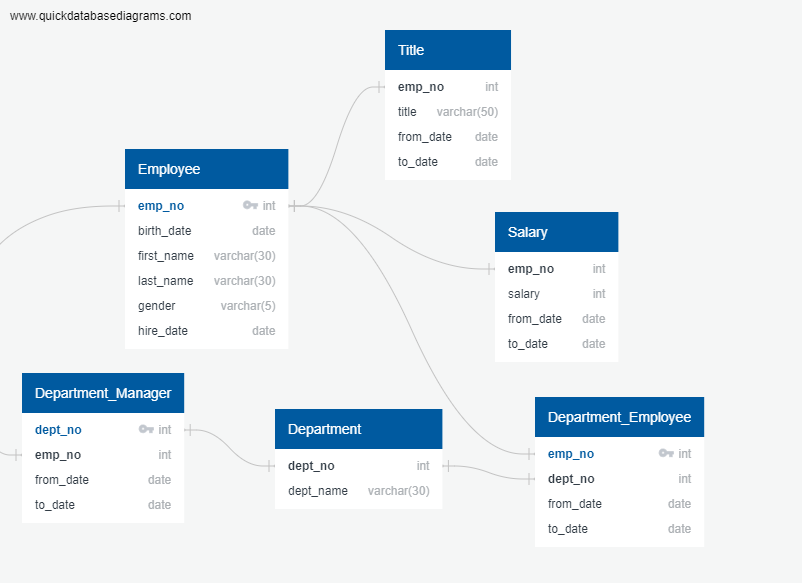 www.quickdatabasediagrams.com
Title
emp_no int
title varchar(50)
from_date date
to_date date
Employee
emp_no int
birth_date date
first_name varchar(30)
last_name varchar(30)
gender varchar(5)
hire_date date
Salary
emp_no int
salary int
from_date date
to_date date
Department_Manager
dept_no int
emp_no int
from_date date
to_date date
Department
dept_no int
dept_name varchar(30)
Department_Employee
emp_no int
dept_no int
from_date date
to_date date